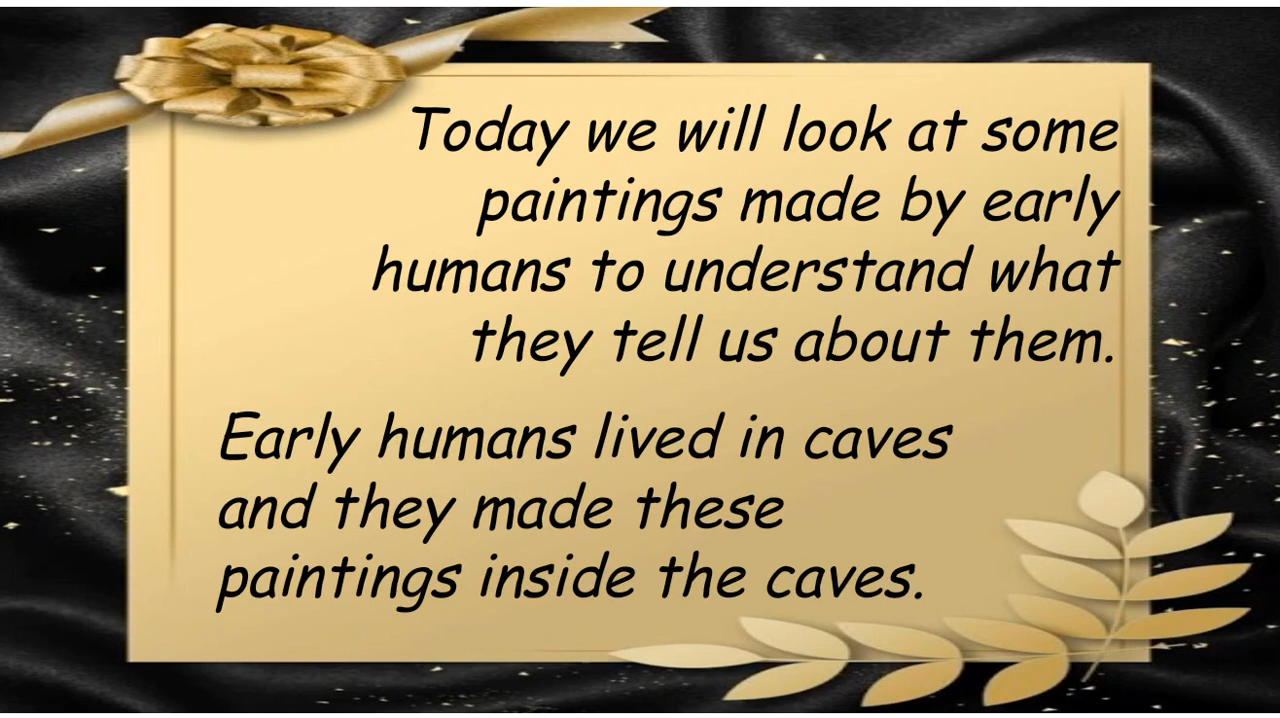 Today we will look at some
paintings made by early
humans to understand what
they tell us about them.
Early humans lived in caves
and they made these
paintings inside the caves.